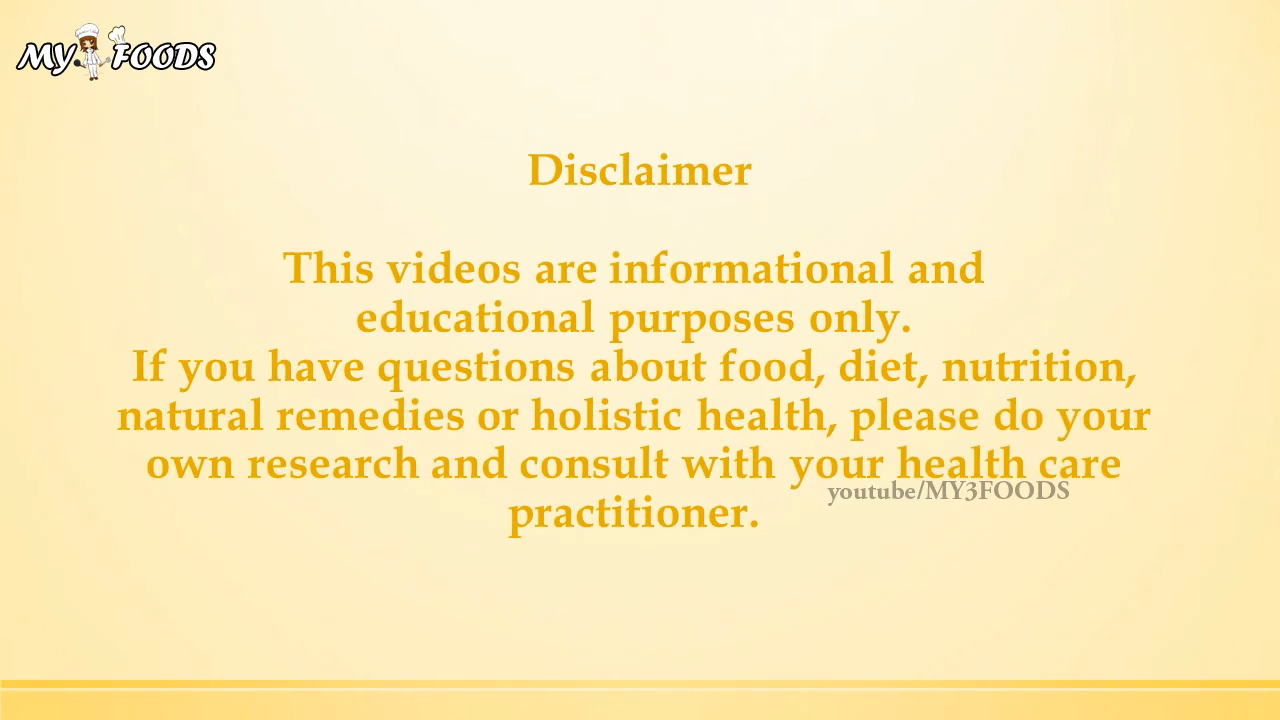 MY FOODS
Disclaimer
This videos are informational and
educational purposes only.
If you have questions about food, diet, nutrition,
natural remedies or holistic health, please do your
own research and consult with your health care
youtube/MY3FOODS
practitioner.